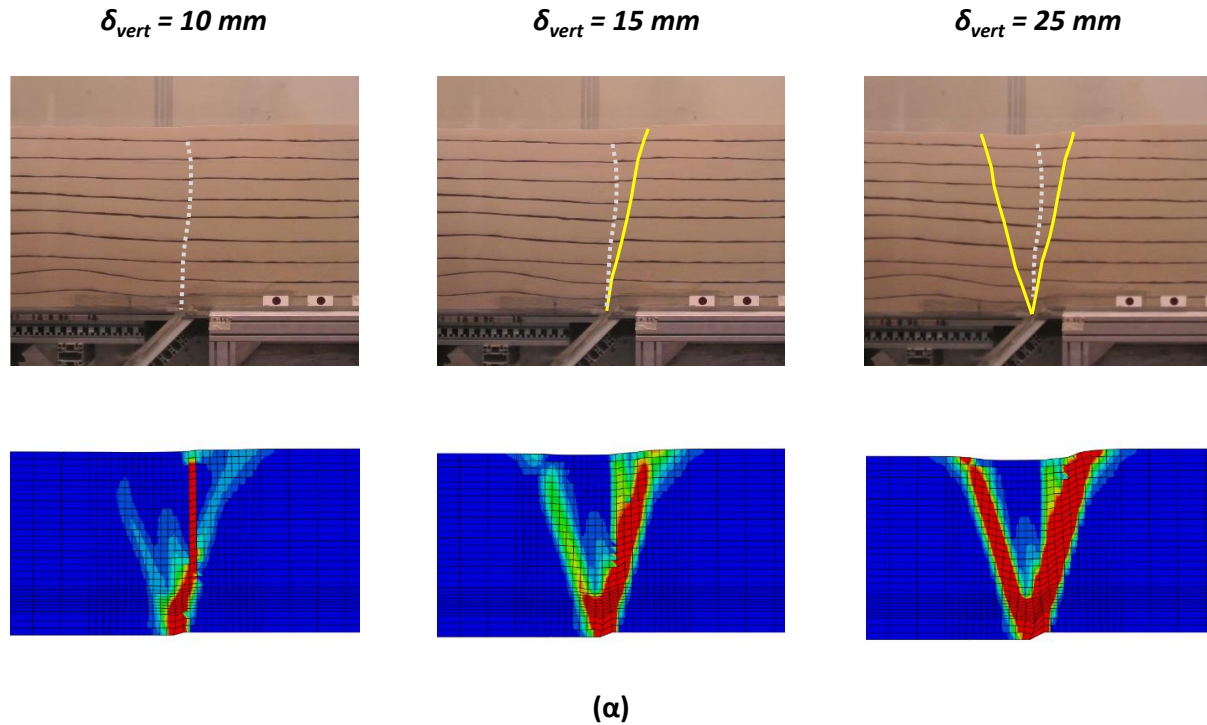 δvert = 10 mm
δvert = 15 mm
δvert = 25 mm
(α)